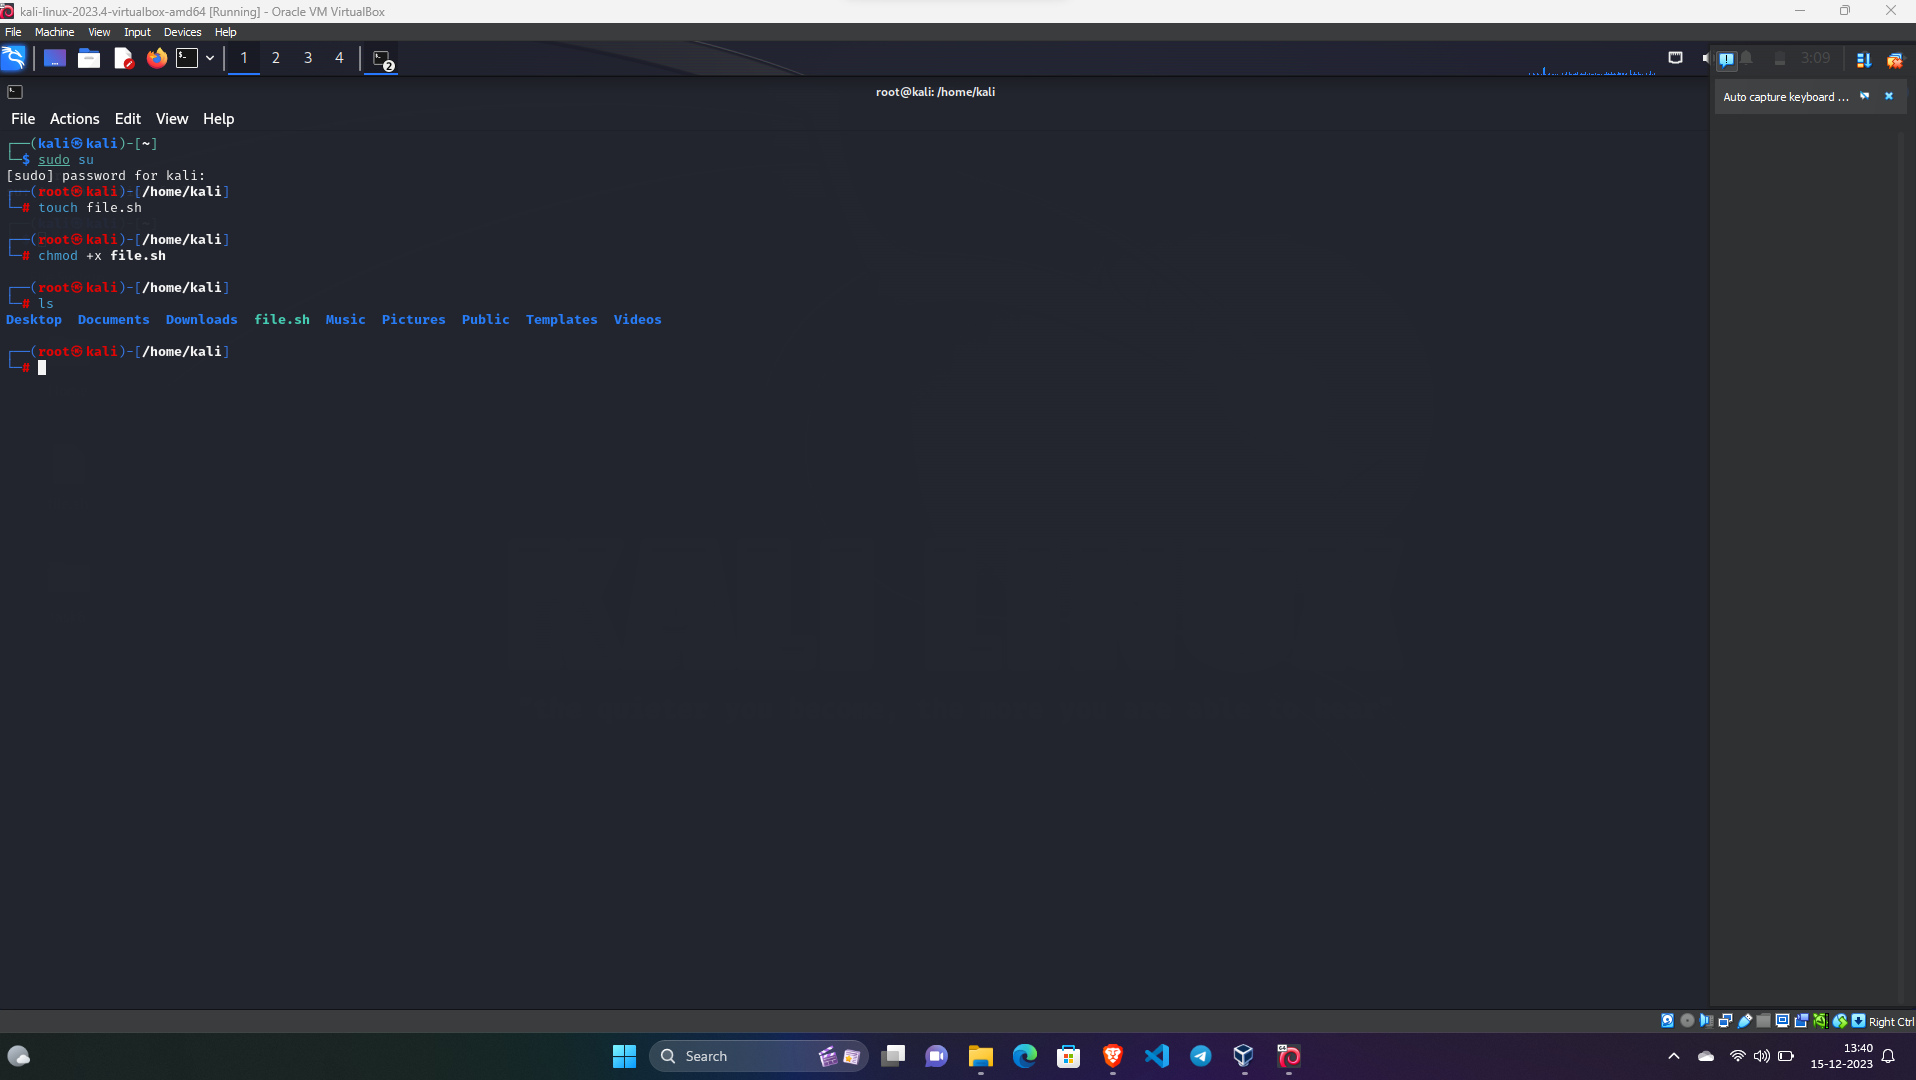 kali-linux-2023.4-virtualbox-amd64 [Running] - Oracle VM VirtualBox
File Machine View Input Devices Help
1 2 3 4 2 3:09
root@kali: /home/kali
Auto capture keyboard ...
File Actions Edit View Help
┌──(kali㉿kali)-[~]
└─$ sudo su
[sudo] password for kali:
┌──(root㉿kali)-[/home/kali]
└─# touch file.sh
┌──(root㉿kali)-[/home/kali]
└─# chmod +x file.sh
┌──(root㉿kali)-[/home/kali]
└─# ls
Desktop Documents Downloads file.sh Music Pictures Public Templates Videos
┌──(root㉿kali)-[/home/kali]
└─#
Right Ctrl
Search
13:40
15-12-2023